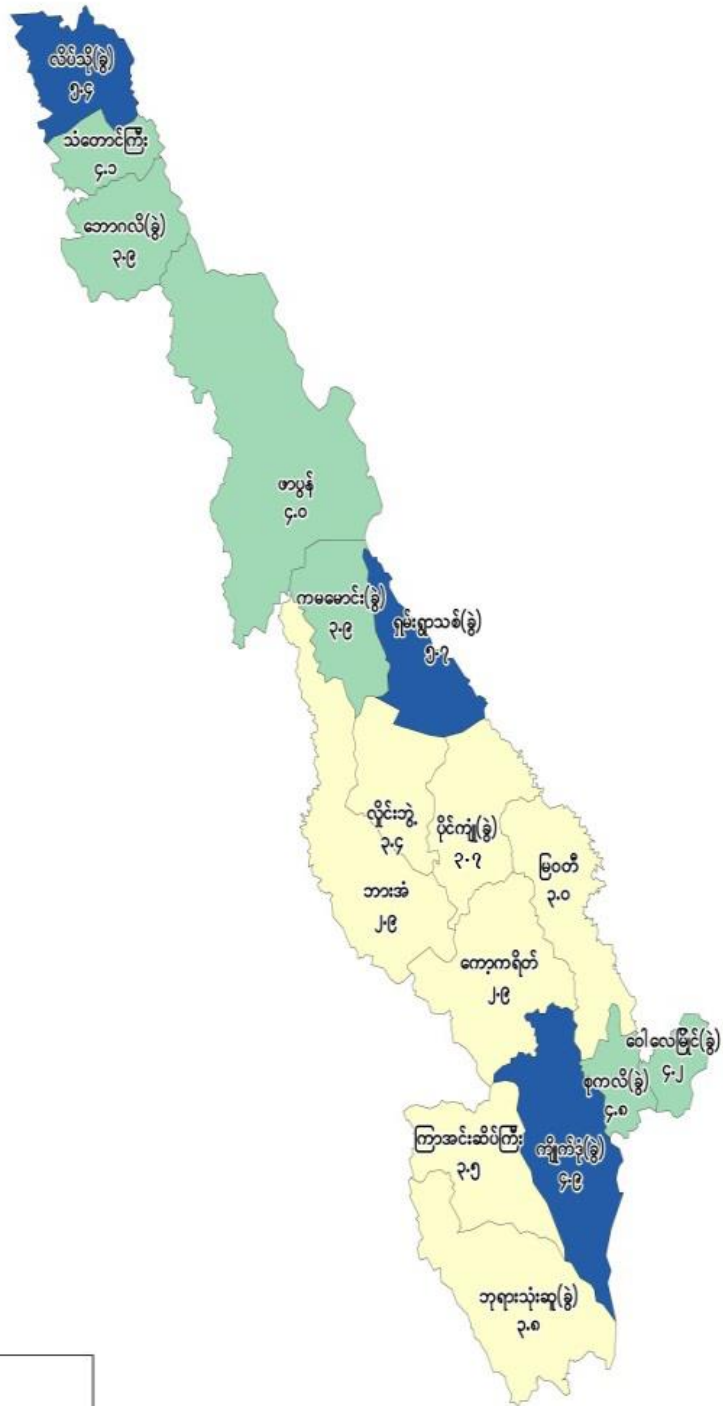 လိပ်သို(ခွဲ)
၅.၄
သံတောင်ကြီး
၄.၁
ဘောဂလိ(ခွဲ)
၃.၉
ဖာပွန်
၄.၀
ကမမောင်း(ခွဲ)
၃.၉
ရှမ်းရွာသစ်(ခွဲ)
၅.၇
လှိုင်းဘွဲ့
၃.၄
ပိုင်ကျုံ(ခွဲ)
၃.၇
မြဝတီ
၃.၀
ဘားအံ
၂.၉
ကော့ကရိတ်
၂.၉
ဝေါလေမြိုင်(ခွဲ)
၄.၂
စုကလိ(ခွဲ)
၄.၈
ကြာအင်းဆိပ်ကြီး
၃.၅
ကျိုက်ဒုံ(ခွဲ)
၄.၉
ဘုရားသုံးဆူ(ခွဲ)
၃.၈